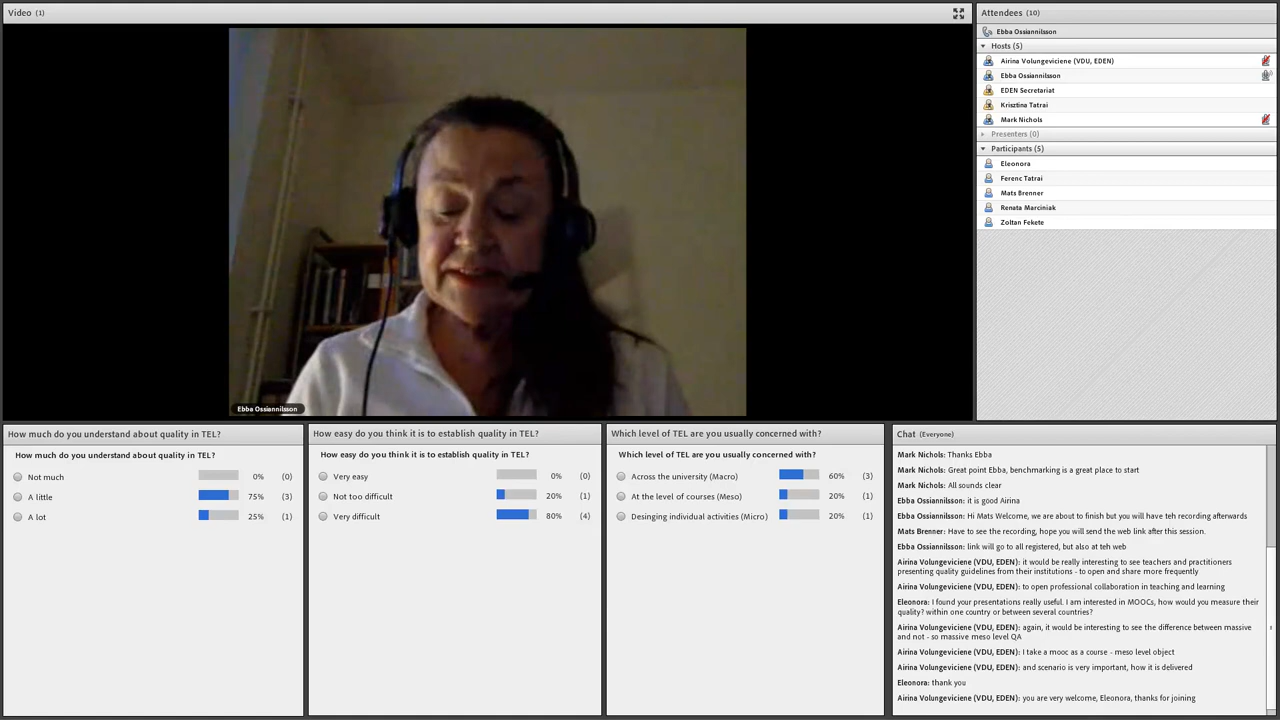 Video (1)
Ebba Ossiannilsson
Attendees (10)
Ebba Ossiannilsson
Hosts (5)
Airina Volungeviciene (VDU, EDEN)
Ebba Ossiannilsson
EDEN Secretariat
Krisztina Tatrai
Mark Nichols
Presenters (0)
Participants (5)
Eleonora
Ferenc Tatrai
Mats Brenner
Renata Marciniak
Zoltan Fekete
How much do you understand about quality in TEL?
How much do you understand about quality in TEL?
Not much 0% (0)
A little 75% (3)
A lot 25% (1)
How easy do you think it is to establish quality in TEL?
How easy do you think it is to establish quality in TEL?
Very easy 0% (0)
Not too difficult 20% (1)
Very difficult 80% (4)
Which level of TEL are you usually concerned with?
Which level of TEL are you usually concerned with?
Across the university (Macro) 60% (3)
At the level of courses (Meso) 20% (1)
Desinging individual activities (Micro) 20% (1)
Chat (Everyone)
Mark Nichols: Thanks Ebba
Mark Nichols: Great point Ebba, benchmarking is a great place to start
Mark Nichols: All sounds clear
Ebba Ossiannilsson: it is good Airina
Ebba Ossiannilsson: Hi Mats Welcome, we are about to finish but you will have teh recording afterwards
Mats Brenner: Have to see the recording, hope you will send the web link after this session.
Ebba Ossiannilsson: link will go to all registered, but also at teh web
Airina Volungeviciene (VDU, EDEN): it would be really interesting to see teachers and practitioners
presenting quality guidelines from their institutions - to open and share more frequently
Airina Volungeviciene (VDU, EDEN): to open professional collaboration in teaching and learning
Eleonora: I found your presentations really useful. I am interested in MOOCs, how would you measure their
quality? within one country or between several countries?
Airina Volungeviciene (VDU, EDEN): again, it would be interesting to see the difference between massive
and not - so massive meso level QA
Airina Volungeviciene (VDU, EDEN): I take a mooc as a course - meso level object
Airina Volungeviciene (VDU, EDEN): and scenario is very important, how it is delivered
Eleonora: thank you
Airina Volungeviciene (VDU, EDEN): you are very welcome, Eleonora, thanks for joining